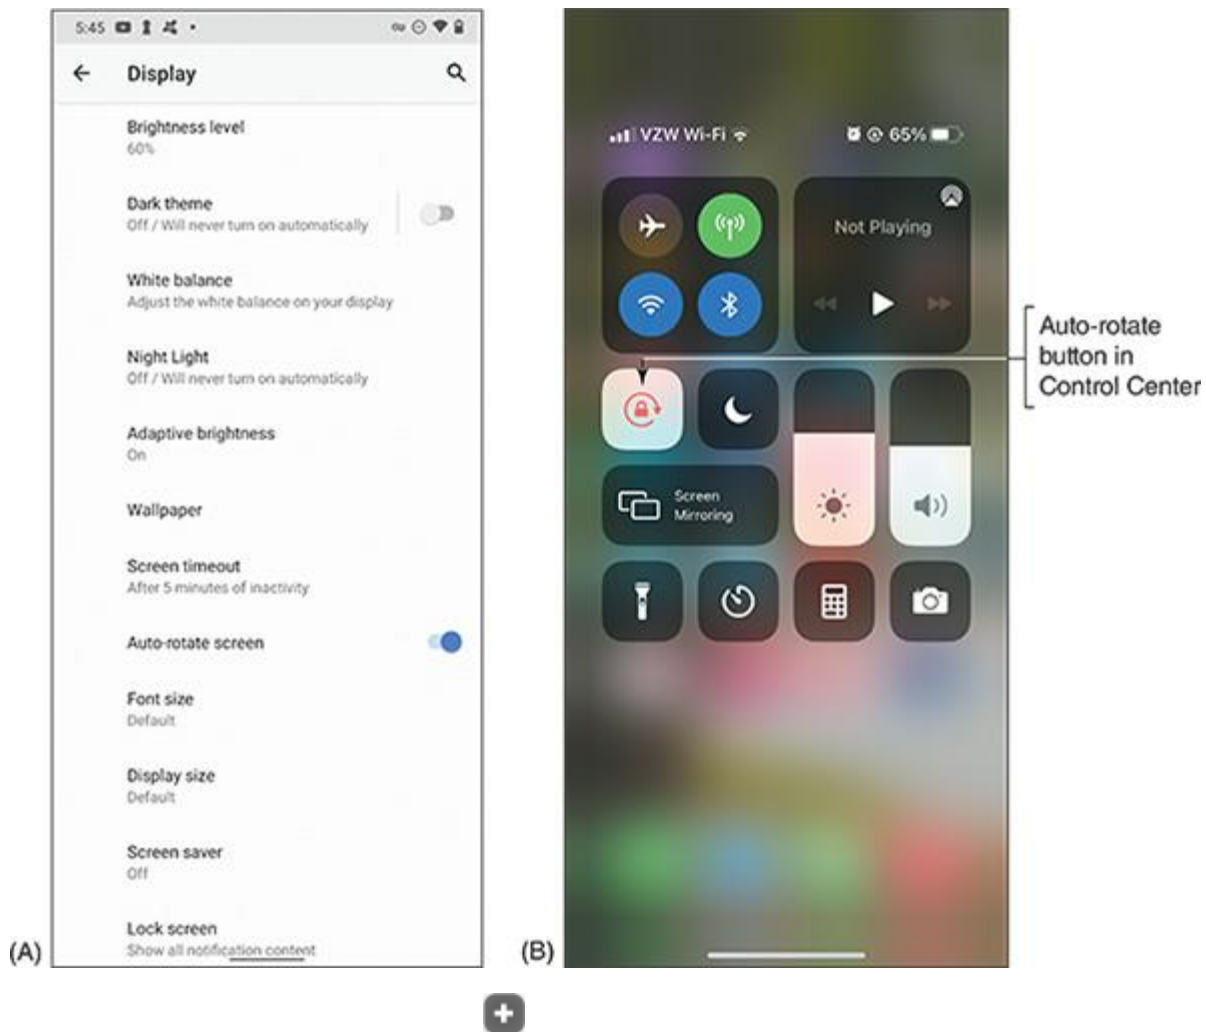 5:45
Display
Brightness level
60%
Dark theme
Off / Will never turn on automatically
White balance
Adjust the white balance on your display
Night Light
Off / Will never turn on automatically
Adaptive brightness
On
Wallpaper
Screen timeout
After 5 minutes of inactivity
Auto-rotate screen
Font size
Default
Display size
Default
Screen saver
Off
Lock screen
Show all notification content
(A)
VZW Wi-Fi
65%
Not Playing
Screen
Mirroring
(B)
Auto-rotate
button in
Control Center